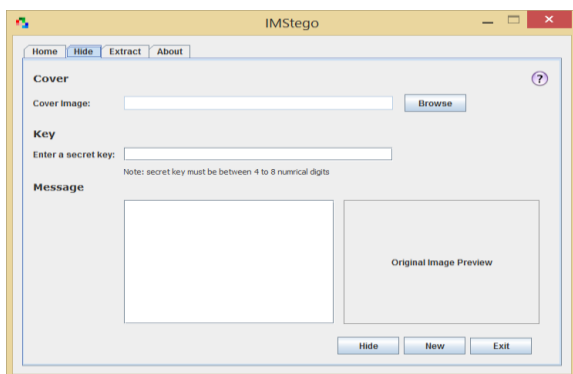 IMStego
Home Hide Extract About
Cover
Cover Image: Browse
Key
Enter a secret key:
Note: secret key must be between 4 to 8 numrical digits
Message
Original Image Preview
Hide New Exit